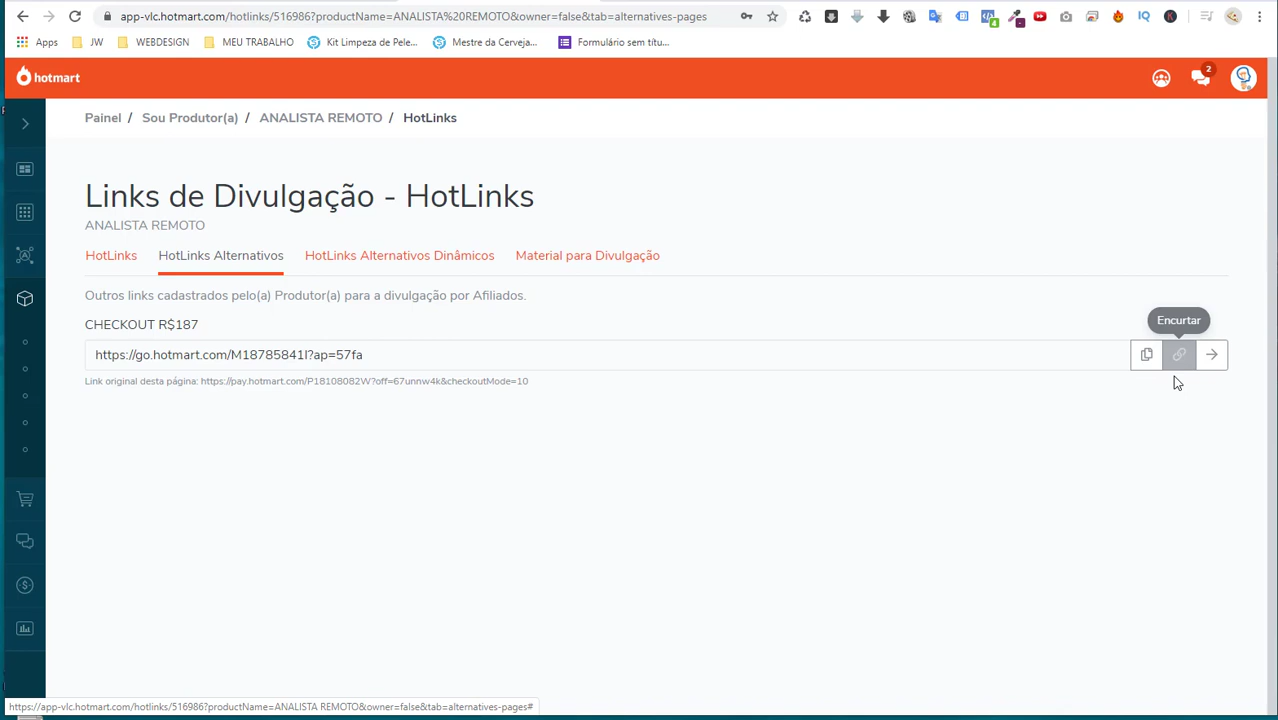 app-vlc.hotmart.com/hotlinks/516986?productName=ANALISTA%20REMOTO&owner=false&tab=alternatives-pages
4
IQ
K
Apps
JW
WEBDESIGN
MEU TRABALHO
Kit Limpeza de Pele...
Mestre da Cerveja...
Formulário sem títu...
hotmart
2
Painel / Sou Produtor(a) / ANALISTA REMOTO / HotLinks
Links de Divulgação - HotLinks
ANALISTA REMOTO
HotLinks HotLinks Alternativos HotLinks Alternativos Dinâmicos Material para Divulgação
Outros links cadastrados pelo(a) Produtor(a) para a divulgação por Afiliados.
Encurtar
CHECKOUT R$187
https://go.hotmart.com/M18785841I?ap=57fa
Link original desta página: https://pay.hotmart.com/P18108082W?off=67unnw4k&checkoutMode=10
https://app-vlc.hotmart.com/hotlinks/516986?productName=ANALISTA REMOTO&owner=false&tab=alternatives-pages#